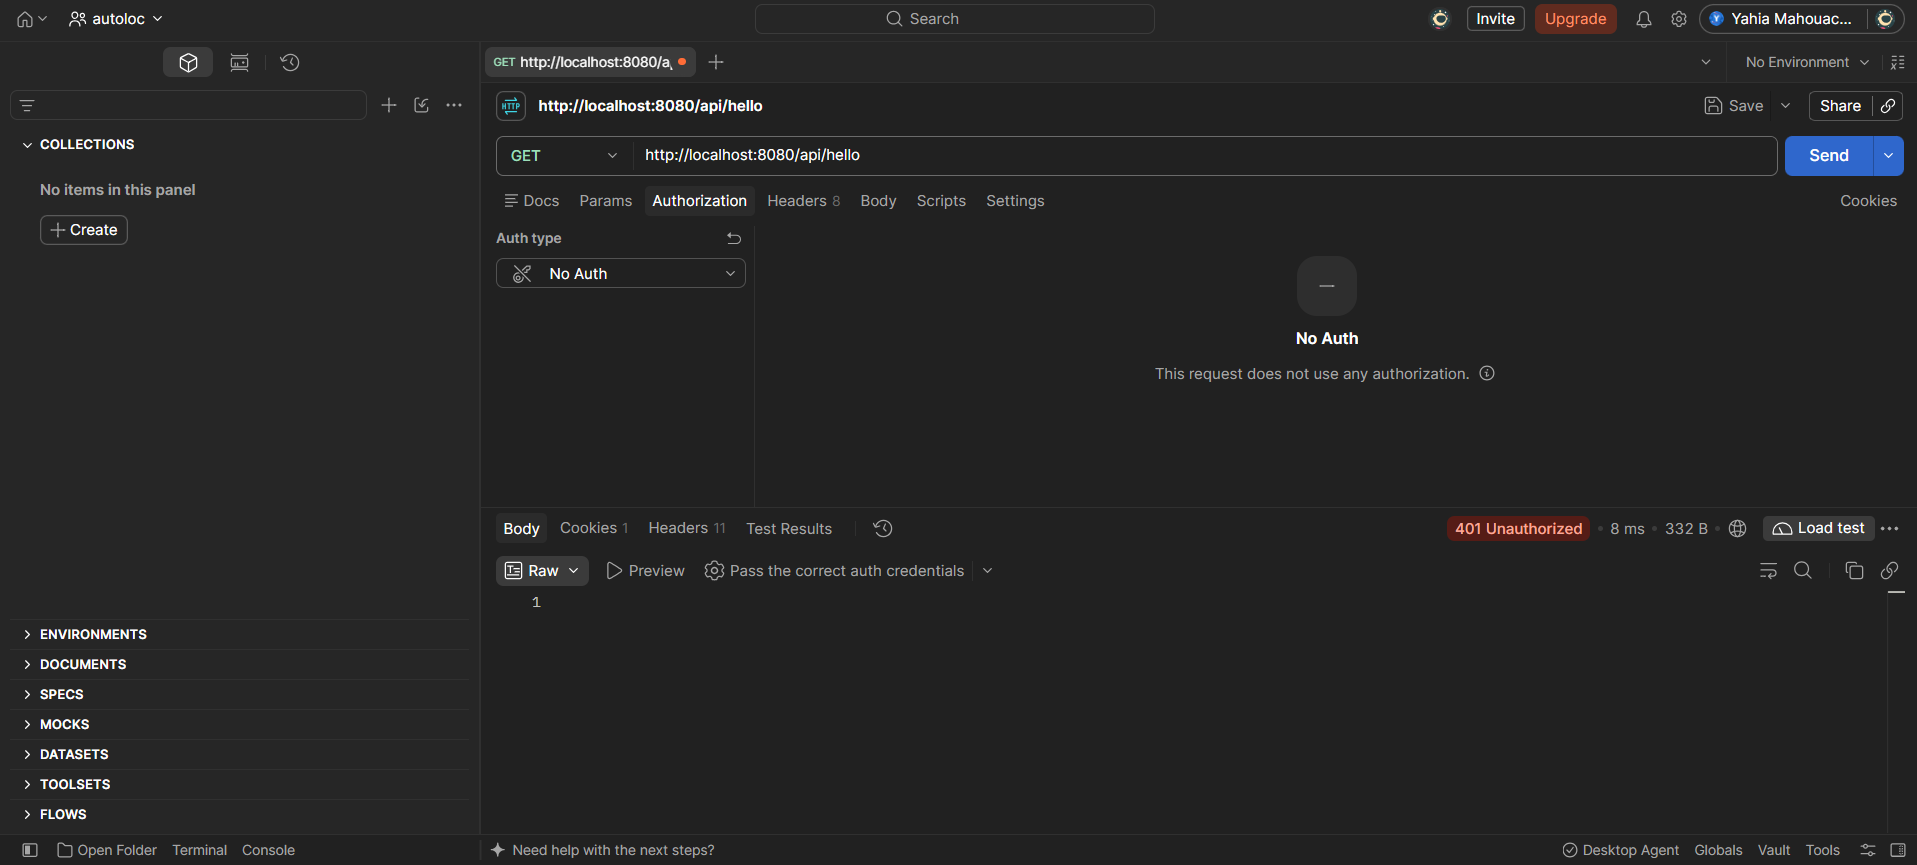 autoloc
Search
Invite
Upgrade
Yahia Mahouac...
GET http://localhost:8080/a
No Environment
HTTP
http://localhost:8080/api/hello
Save
Share
GET
http://localhost:8080/api/hello
Send
Docs
Params
Authorization
Headers 8
Body
Scripts
Settings
Cookies
Auth type
No Auth
No Auth
This request does not use any authorization.
COLLECTIONS
No items in this panel
Create
ENVIRONMENTS
DOCUMENTS
SPECS
MOCKS
DATASETS
TOOLSETS
FLOWS
Body
Cookies 1
Headers 11
Test Results
401 Unauthorized
8 ms
332 B
Load test
Raw
Preview
Pass the correct auth credentials
1
Open Folder
Terminal
Console
Need help with the next steps?
Desktop Agent
Globals
Vault
Tools